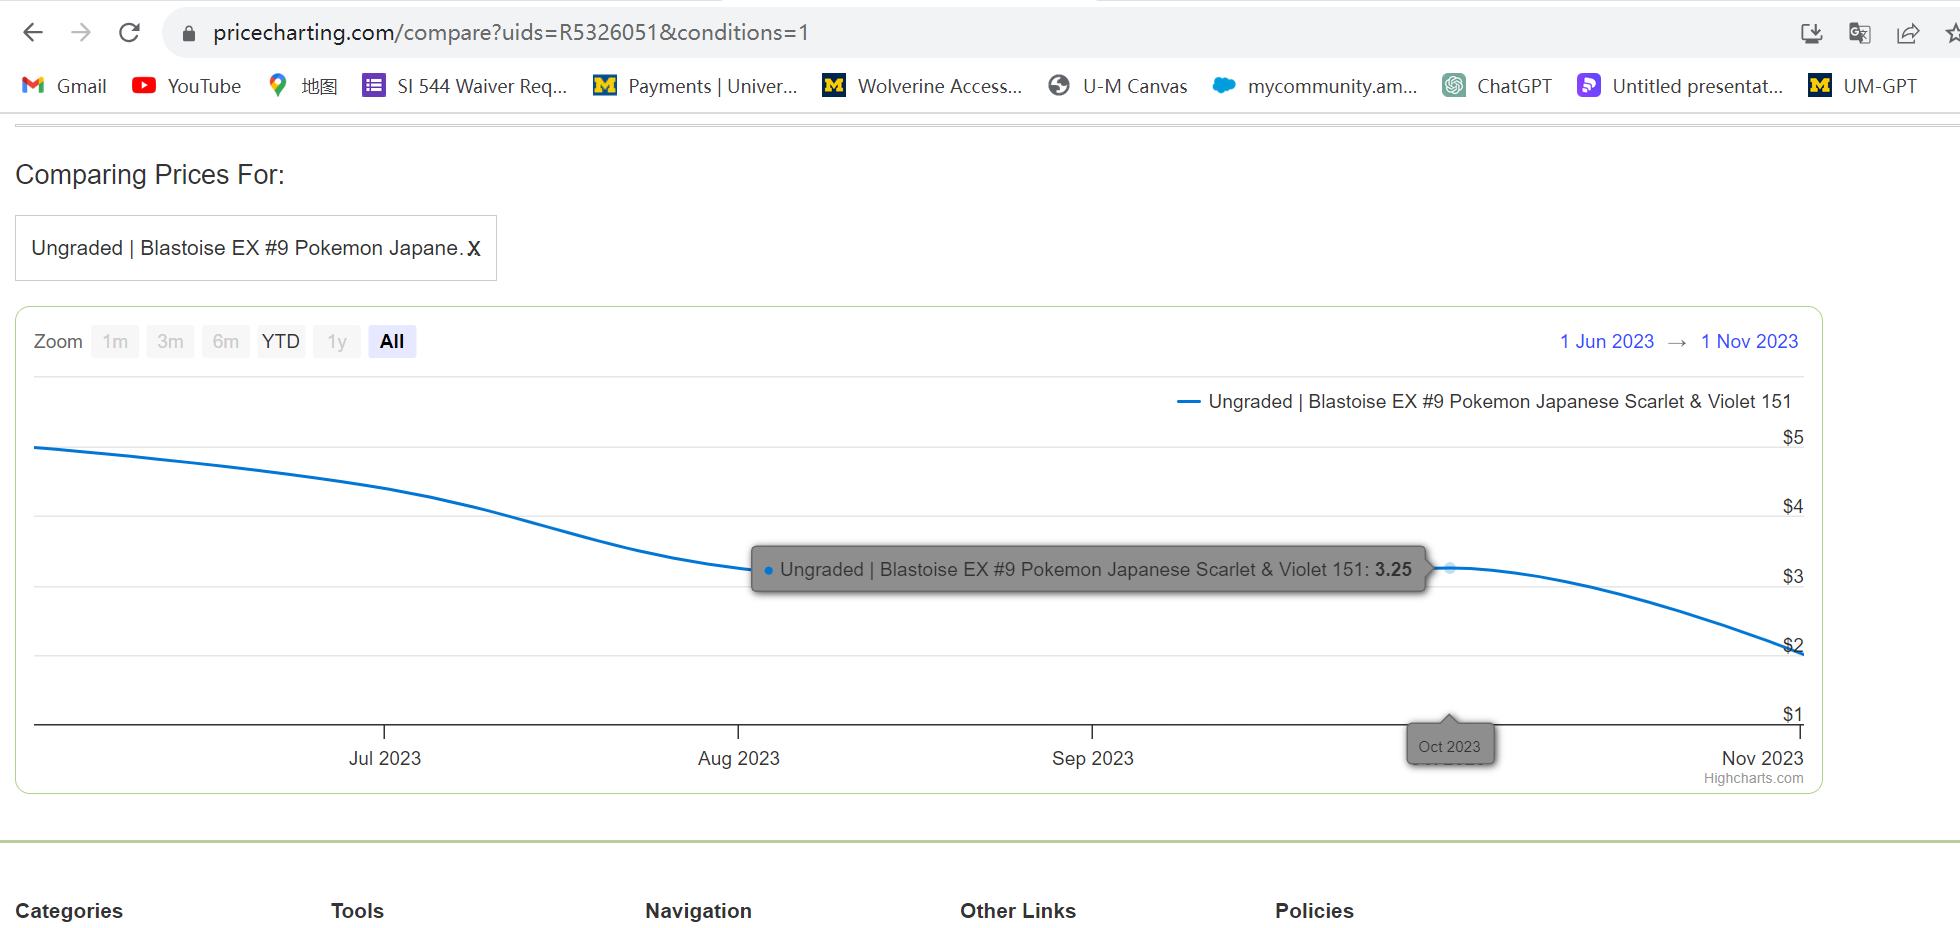 pricecharting.com/compare?uids=R5326051&conditions=1
Gmail YouTube 地图 SI 544 Waiver Req... Payments | Univer... Wolverine Access... U-M Canvas mycommunity.am... ChatGPT Untitled presentat... UM-GPT
Comparing Prices For:
Ungraded | Blastoise EX #9 Pokemon Japane. X
Zoom 1m 3m 6m YTD 1y All 1 Jun 2023 → 1 Nov 2023
Ungraded | Blastoise EX #9 Pokemon Japanese Scarlet & Violet 151
$5
$4
Ungraded | Blastoise EX #9 Pokemon Japanese Scarlet & Violet 151: 3.25
$3
$2
$1
Oct 2023
Jul 2023 Aug 2023 Sep 2023 Nov 2023
Highcharts.com
Categories Tools Navigation Other Links Policies